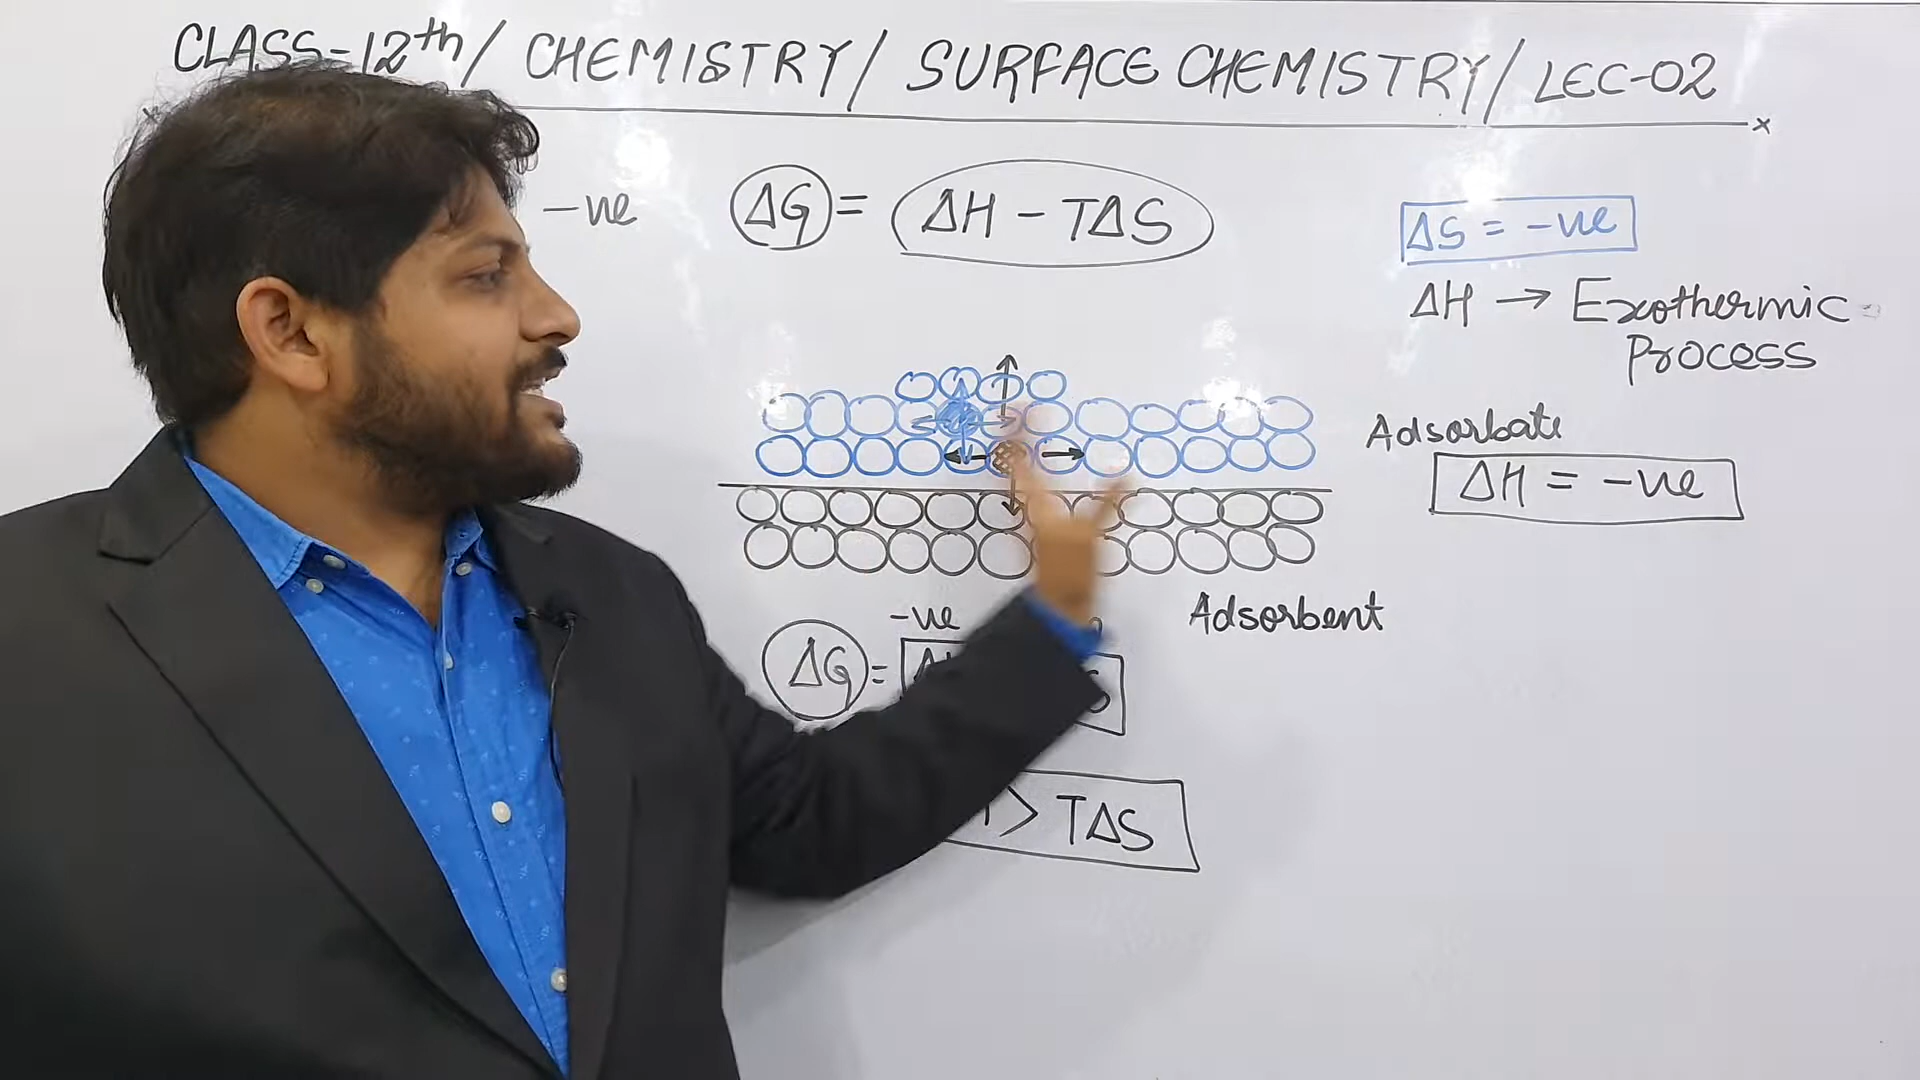 CLASS-12th/ CHEMISTRY/ SURFACE CHEMISTRY/ LEC-02
-ve ΔG = ΔH - TΔS
ΔS = -ve
ΔH → Exothermic
Process
Adsorbate
ΔH = -ve
Adsorbent
-ve
ΔG =
> TΔS